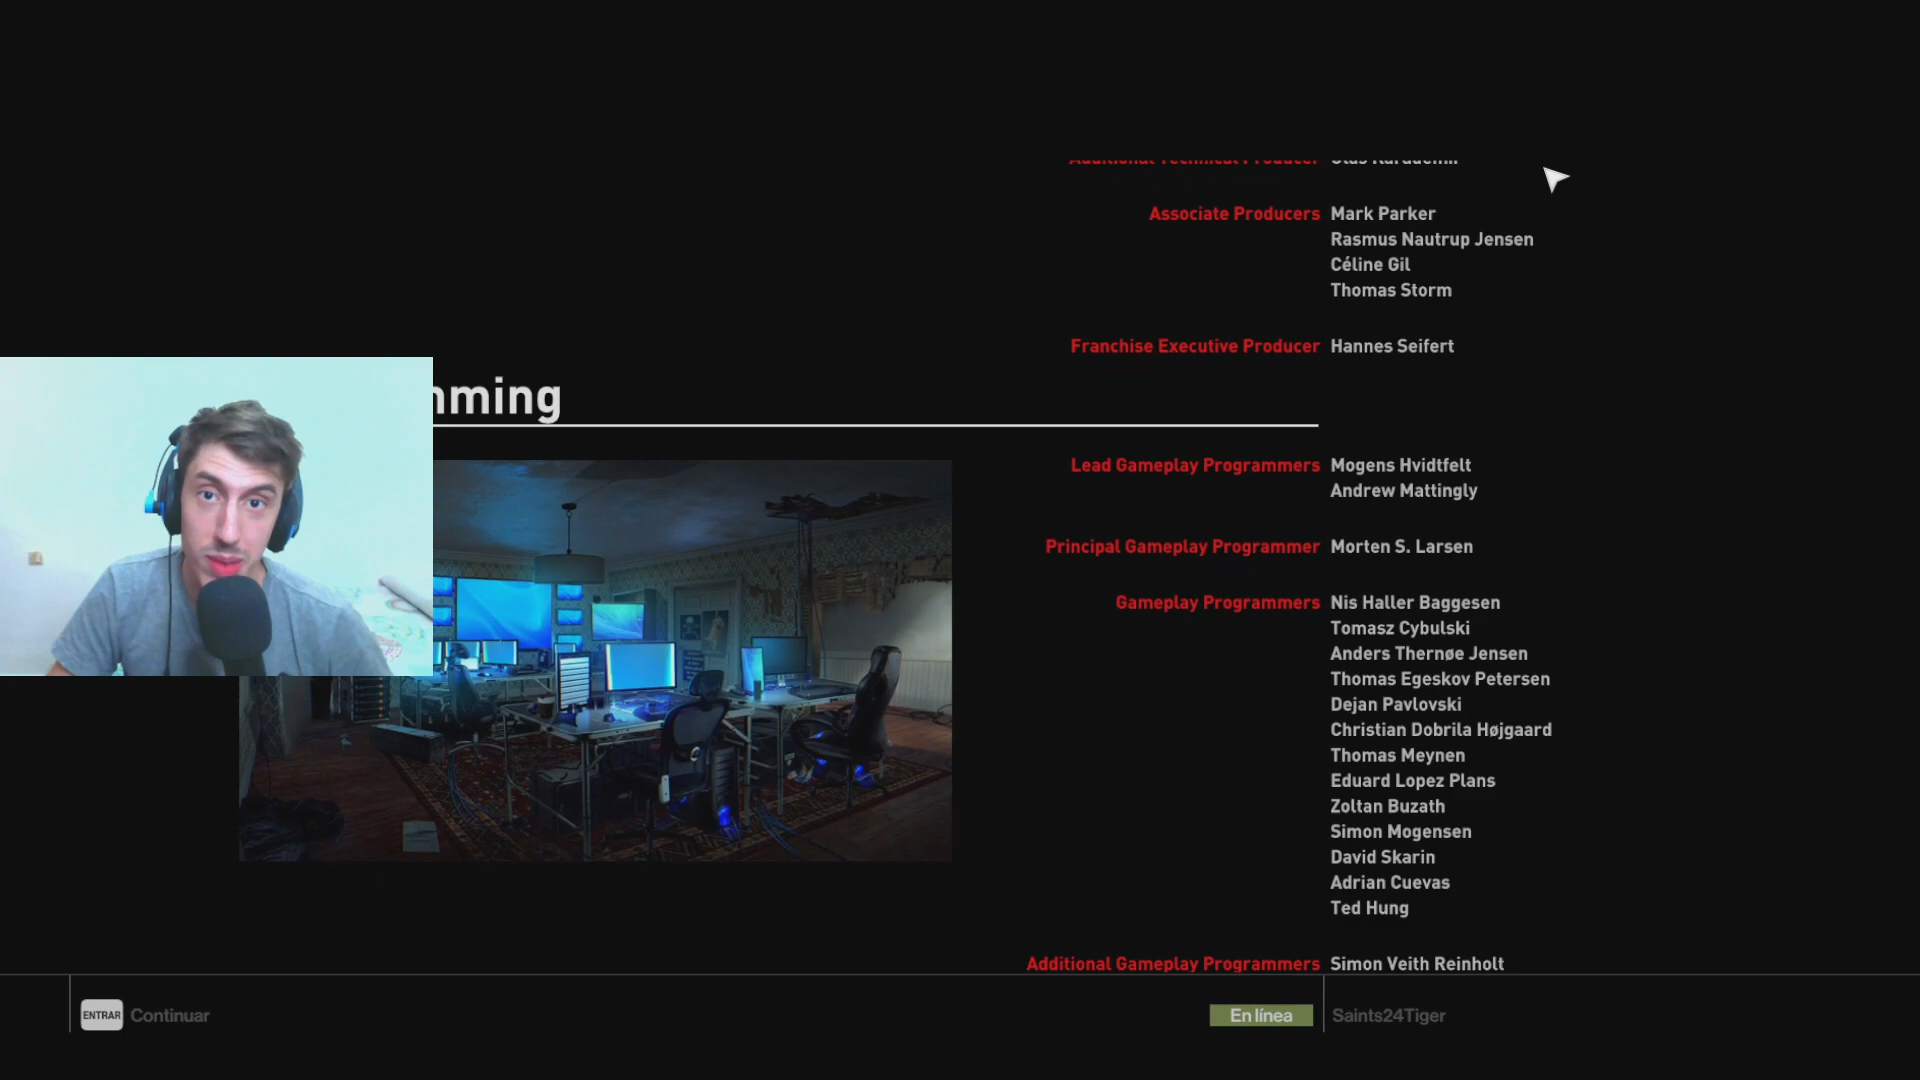 Associate Producers Mark Parker
Rasmus Nautrup Jensen
Céline Gil
Thomas Storm
Franchise Executive Producer Hannes Seifert
mming
Lead Gameplay Programmers Mogens Hvidtfelt
Andrew Mattingly
Principal Gameplay Programmer Morten S. Larsen
Gameplay Programmers Nis Haller Baggesen
Tomasz Cybulski
Anders Thernøe Jensen
Thomas Egeskov Petersen
Dejan Pavlovski
Christian Dobrila Højgaard
Thomas Meynen
Eduard Lopez Plans
Zoltan Buzath
Simon Mogensen
David Skarin
Adrian Cuevas
Ted Hung
Additional Gameplay Programmers Simon Veith Reinholt
ENTRAR Continuar
En línea Saints24Tiger